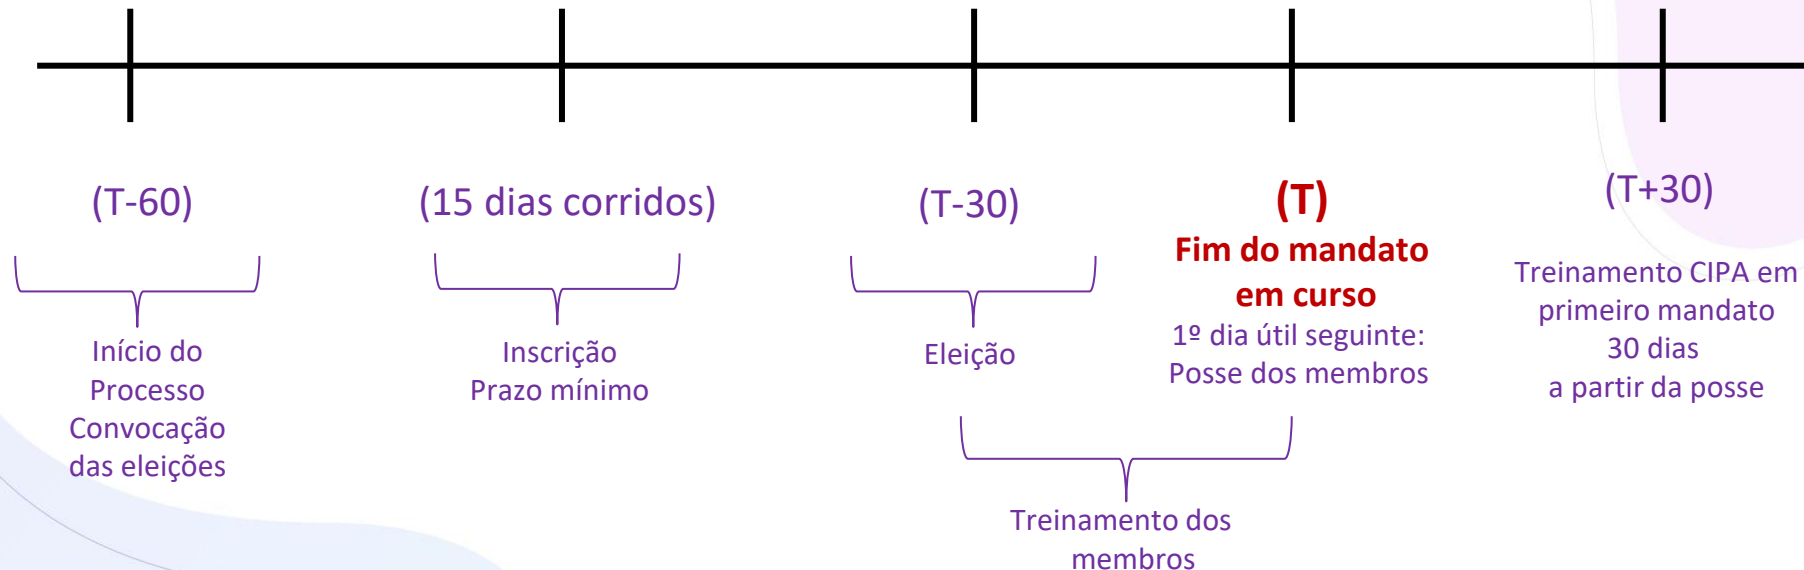 (T-60)
Início do
Processo
Convocação
das eleições
(15 dias corridos)
Inscrição
Prazo mínimo
(T-30)
Eleição
(T)
Fim do mandato
em curso
1º dia útil seguinte:
Posse dos membros
Treinamento dos
membros
(T+30)
Treinamento CIPA em
primeiro mandato
30 dias
a partir da posse